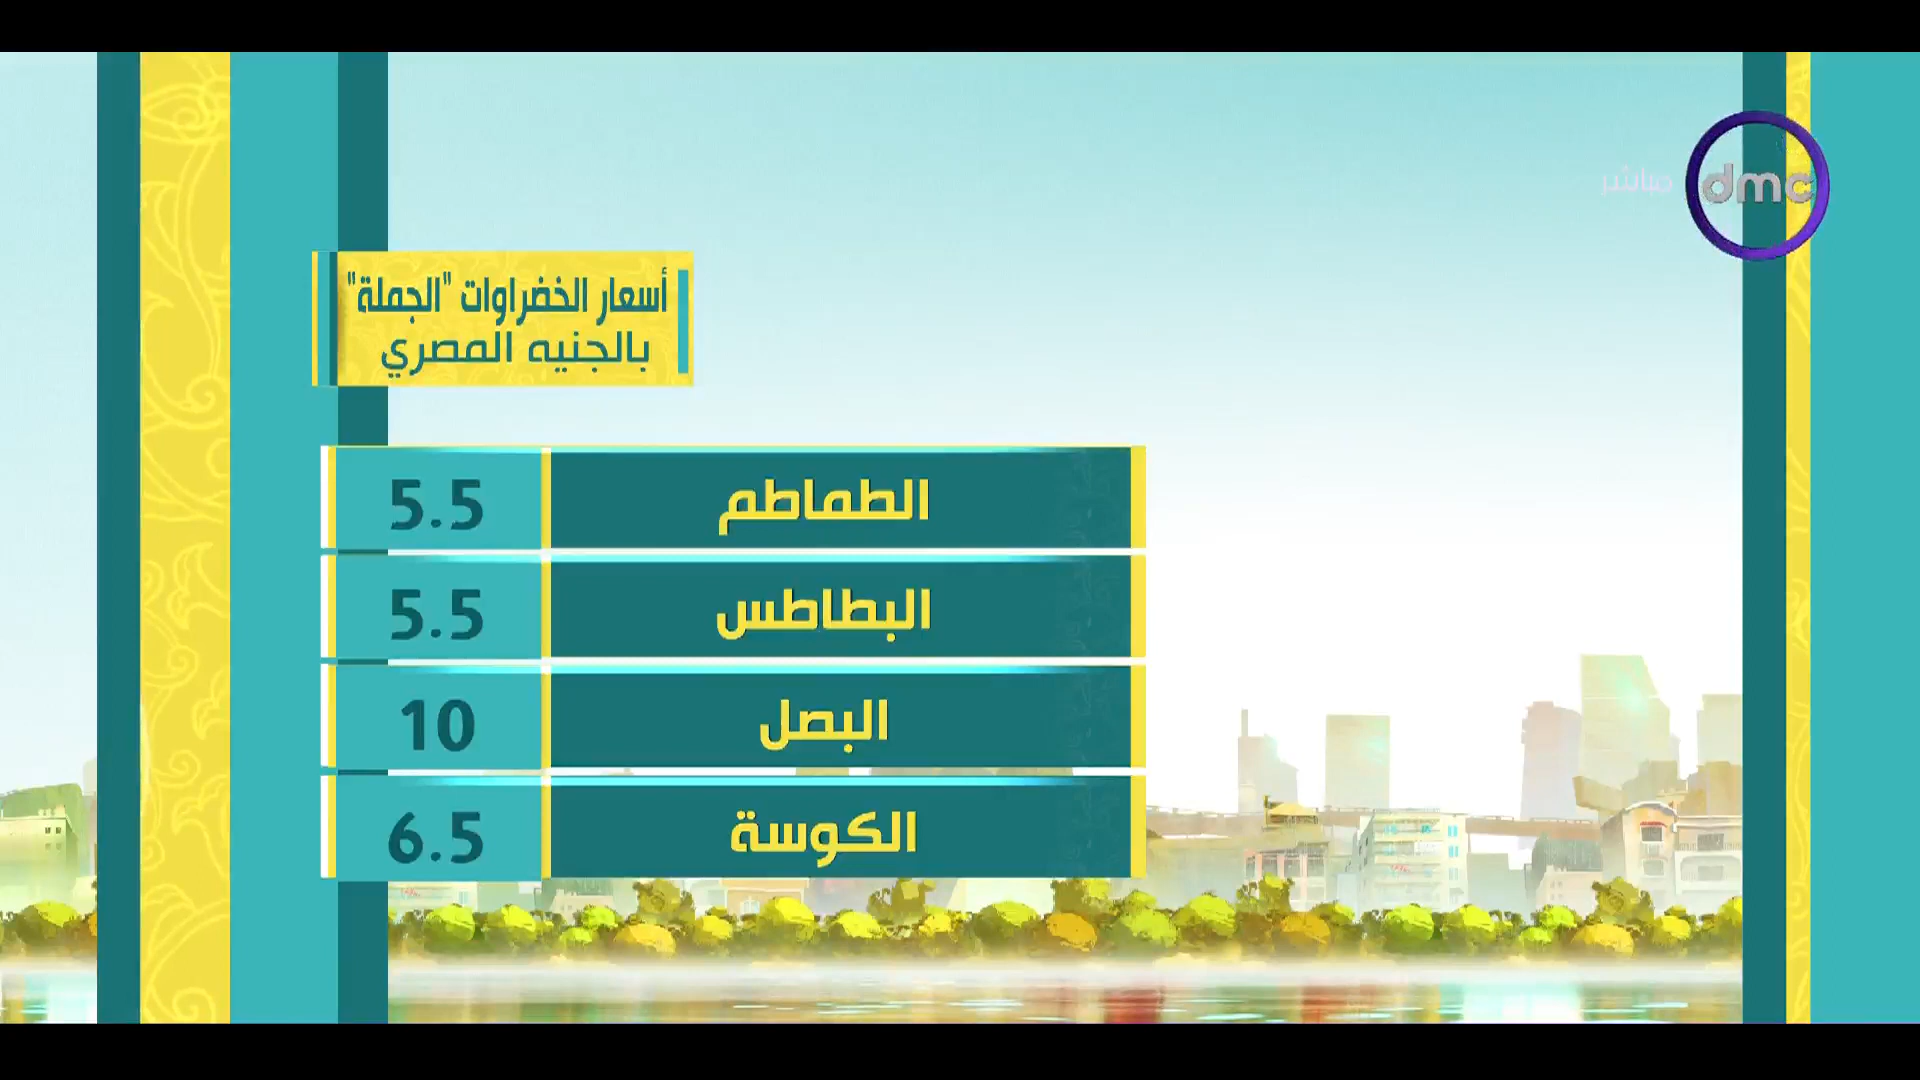 dmc مباشر
أسعار الخضراوات "الجملة"
بالجنيه المصري
الطماطم 5.5
البطاطس 5.5
البصل 10
الكوسة 6.5